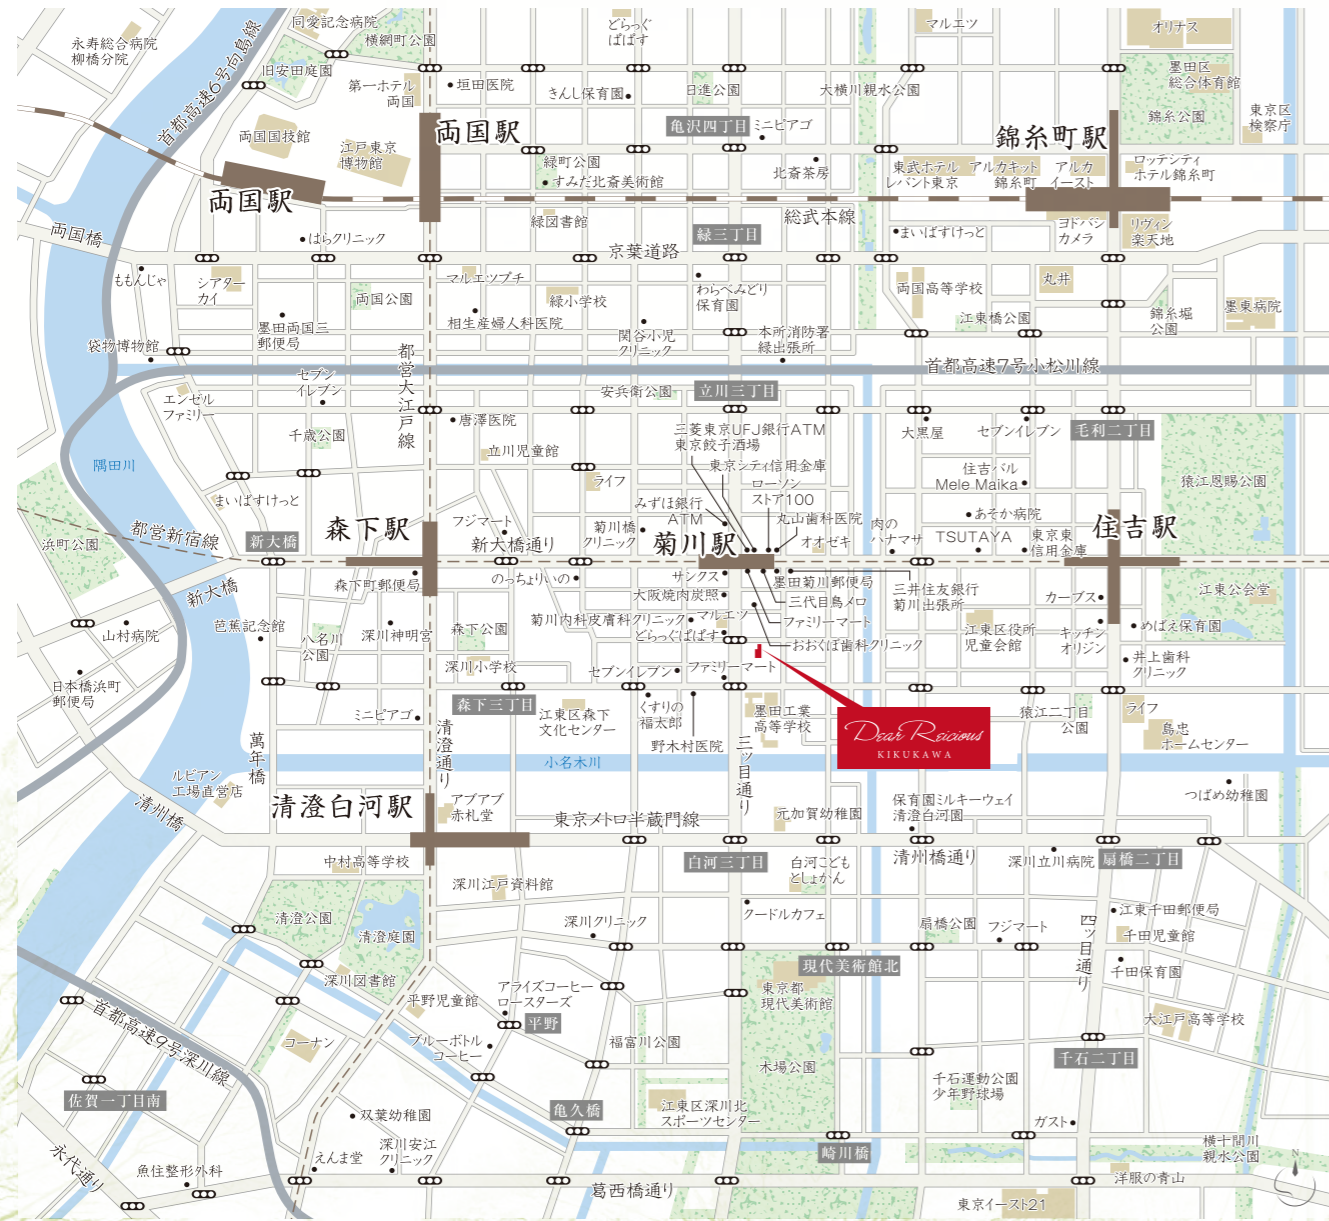 同愛記念病院
横網町公園
永寿総合病院
柳橋分院
旧安田庭園
首都高速6号向島線
第一ホテル
両国
垣田医院
どらっぐ
ぱぱす
きんし保育園
日進公園
マルエツ
大横川親水公園
オリナス
墨田区
総合体育館
錦糸公園
東京区
検察庁
両国国技館
江戸東京
博物館
両国駅
両国駅
亀沢四丁目
ミニピアゴ
緑町公園
すみだ北斎美術館
北斎茶房
錦糸町駅
東武ホテル
レバント東京
アルカキット
錦糸町
アルカ
イースト
ロッテシティ
ホテル錦糸町
両国橋
はらクリニック
緑図書館
緑三丁目
総武本線
京葉道路
まいばすけっと
ヨドバシ
カメラ
リヴィン
楽天地
ももんじゃ
シアター
カイ
両国公園
マルエツプチ
緑小学校
わらべみどり
保育園
両国高等学校
丸井
江東橋公園
錦糸堀
公園
墨東病院
墨田両国三
郵便局
相生産婦人科医院
関谷小児
クリニック
本所消防署
緑出張所
袋物博物館
都営大江戸線
首都高速7号小松川線
エンゼル
ファミリー
セブン
イレブン
安兵衛公園
立川三丁目
千歳公園
唐澤医院
立川児童館
三菱東京UFJ銀行ATM
東京餃子酒場
東京シティ信用金庫
ローソン
ストア100
大黒屋
セブンイレブン
毛利二丁目
住吉バル
Mele Maika
猿江恩賜公園
隅田川
まいばすけっと
ライフ
みずほ銀行
ATM
丸山歯科医院
肉の
ハナマサ
あそか病院
浜町公園
都営新宿線
新大橋
森下駅
フジマート
新大橋通り
菊川橋
クリニック
菊川駅
オオゼキ
TSUTAYA
東京東
信用金庫
住吉駅
新大橋
森下町郵便局
のっちょりいの
サンクス
大阪焼肉炭照
墨田菊川郵便局
三代目鳥メロ
三井住友銀行
菊川出張所
カーブス
江東公会堂
山村病院
芭蕉記念館
八名川
公園
深川神明宮
森下公園
菊川内科皮膚科クリニック
マルエツ
どらっぐぱぱす
ファミリーマート
おおくぼ歯科クリニック
江東区役所
児童会館
キッチン
オリジン
めばえ保育園
日本橋浜町
郵便局
深川小学校
セブンイレブン
ファミリーマート
井上歯科
クリニック
ミニピアゴ
森下三丁目
江東区森下
文化センター
くすりの
福太郎
野木村医院
墨田工業
高等学校
Dear Reicious
KIKUKAWA
猿江二丁目
公園
ライフ
島忠
ホームセンター
萬年橋
清澄通り
小名木川
三ッ目通り
ルビアン
工場直営店
清洲橋
清澄白河駅
アブアブ
赤札堂
東京メトロ半蔵門線
元加賀幼稚園
保育園ミルキーウェイ
清澄白河園
つばめ幼稚園
中村高等学校
白河三丁目
白河こども
としょかん
清州橋通り
深川立川病院
扇橋二丁目
深川江戸資料館
清澄公園
清澄庭園
深川クリニック
クードルカフェ
扇橋公園
フジマート
四ッ目通り
江東千田郵便局
千田児童館
千田保育園
深川図書館
平野児童館
アライズコーヒー
ロースターズ
現代美術館北
東京都
現代美術館
首都高速9号深川線
コーナン
ブルーボトル
コーヒー
平野
福富川公園
大江戸高等学校
木場公園
千石二丁目
千石運動公園
少年野球場
佐賀一丁目南
双葉幼稚園
亀久橋
江東区深川北
スポーツセンター
ガスト
永代通り
魚住整形外科
えんま堂
深川安江
クリニック
崎川橋
横十間川
親水公園
葛西橋通り
洋服の青山
東京イースト21
N